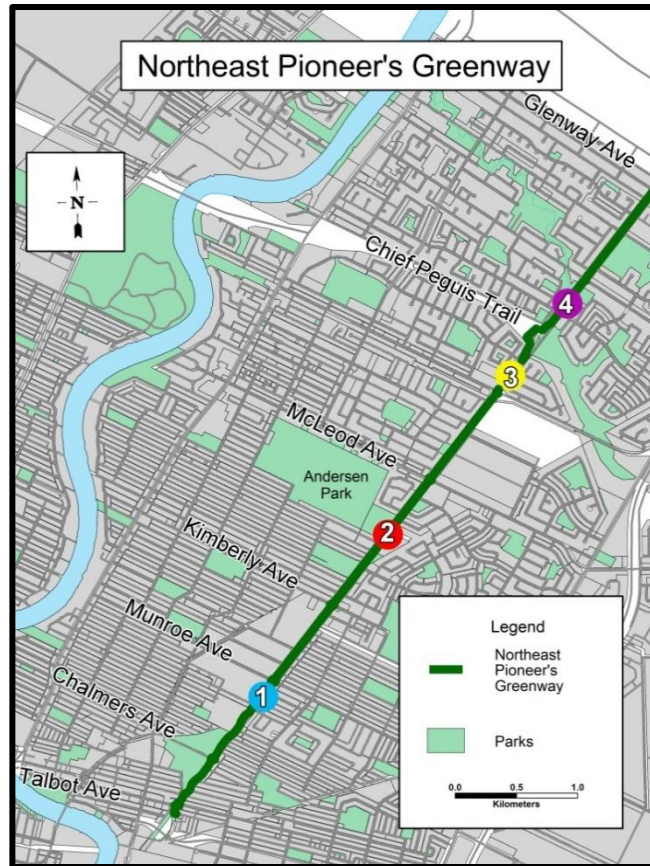 Northeast Pioneer's Greenway
Glenway Ave
N
Chief Peguis Trail
4
3
McLeod Ave
Andersen
Park
2
Kimberly Ave
Munroe Ave
1
Chalmers Ave
Talbot Ave
Legend
Northeast
Pioneer's
Greenway
Parks
0.0 0.5 1.0
Kilometers